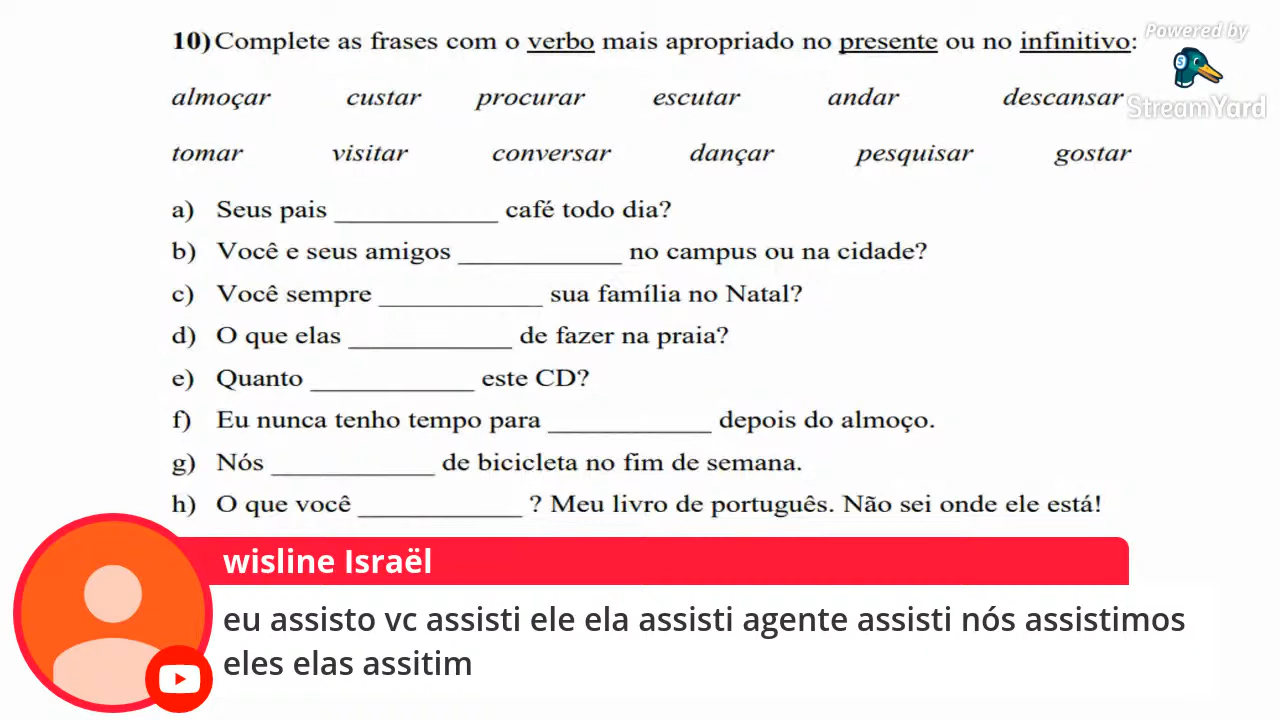 10) Complete as frases com o verbo mais apropriado no presente ou no infinitivo:
Powered by
StreamYard
almoçar custar procurar escutar andar descansar
tomar visitar conversar dançar pesquisar gostar
a) Seus pais ____________ café todo dia?
b) Você e seus amigos ____________ no campus ou na cidade?
c) Você sempre ____________ sua família no Natal?
d) O que elas ____________ de fazer na praia?
e) Quanto ____________ este CD?
f) Eu nunca tenho tempo para ____________ depois do almoço.
g) Nós ____________ de bicicleta no fim de semana.
h) O que você ____________ ? Meu livro de português. Não sei onde ele está!
wisline Israël
eu assisto vc assisti ele ela assisti agente assisti nós assistimos
eles elas assitim